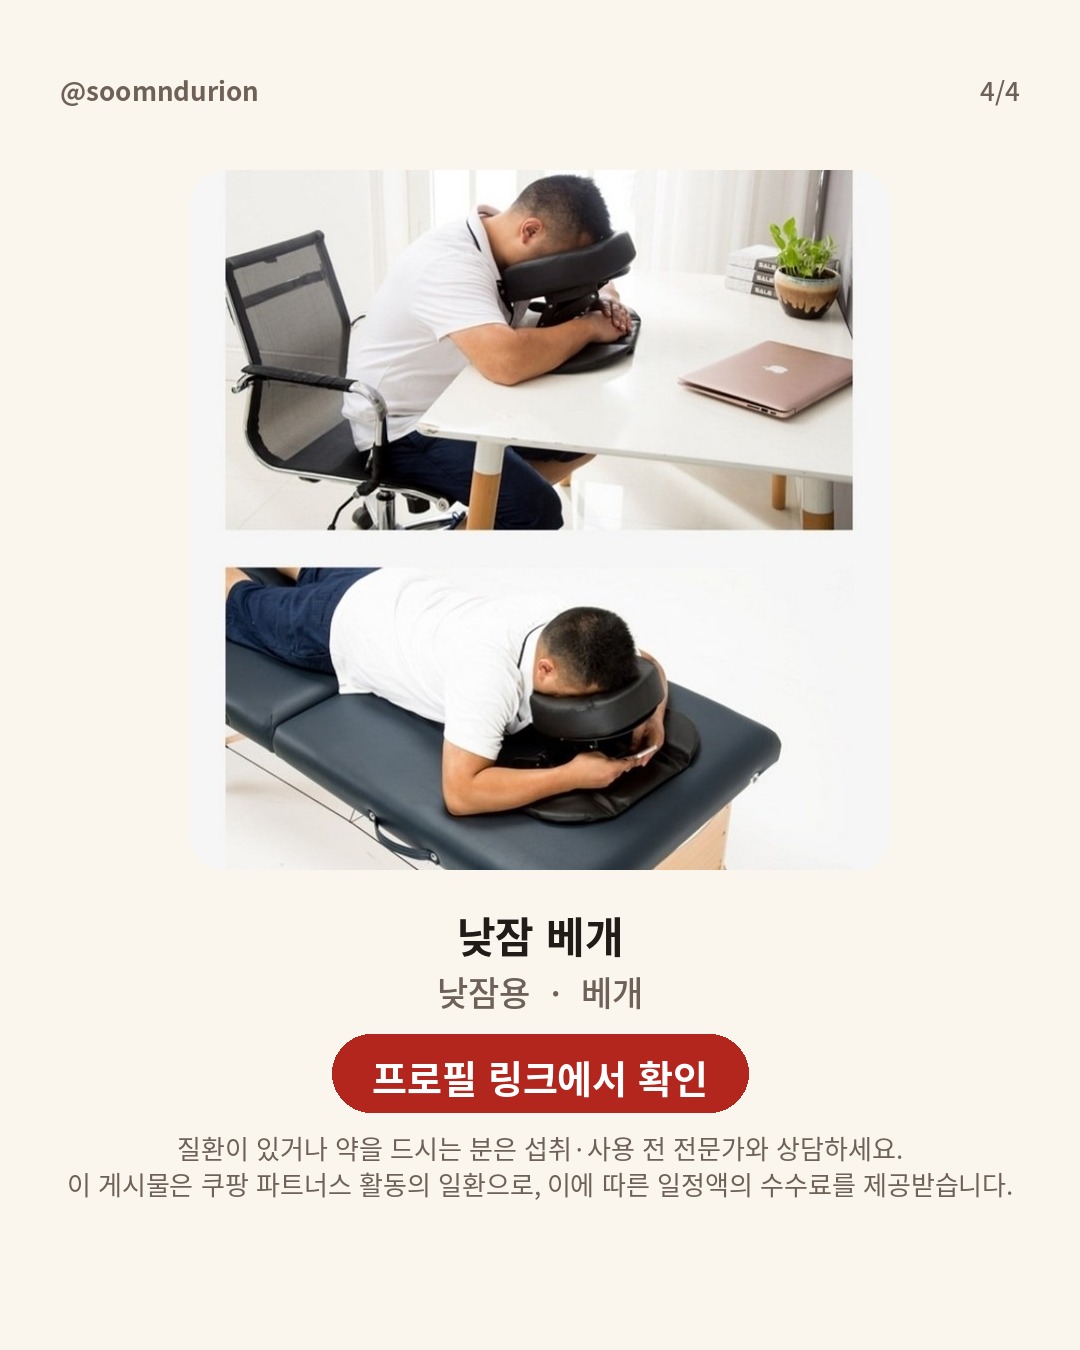 @soomndurion
4/4
SALE
SALE
SALE
낮잠 베개
낮잠용 · 베개
프로필 링크에서 확인
질환이 있거나 약을 드시는 분은 섭취·사용 전 전문가와 상담하세요.
이 게시물은 쿠팡 파트너스 활동의 일환으로, 이에 따른 일정액의 수수료를 제공받습니다.